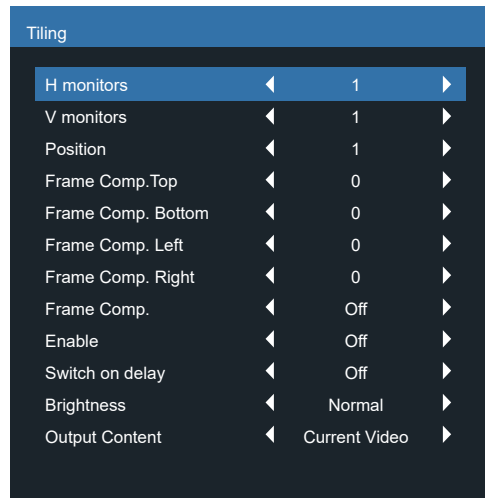 Tiling
H monitors 1
V monitors 1
Position 1
Frame Comp.Top 0
Frame Comp. Bottom 0
Frame Comp. Left 0
Frame Comp. Right 0
Frame Comp. Off
Enable Off
Switch on delay Off
Brightness Normal
Output Content Current Video